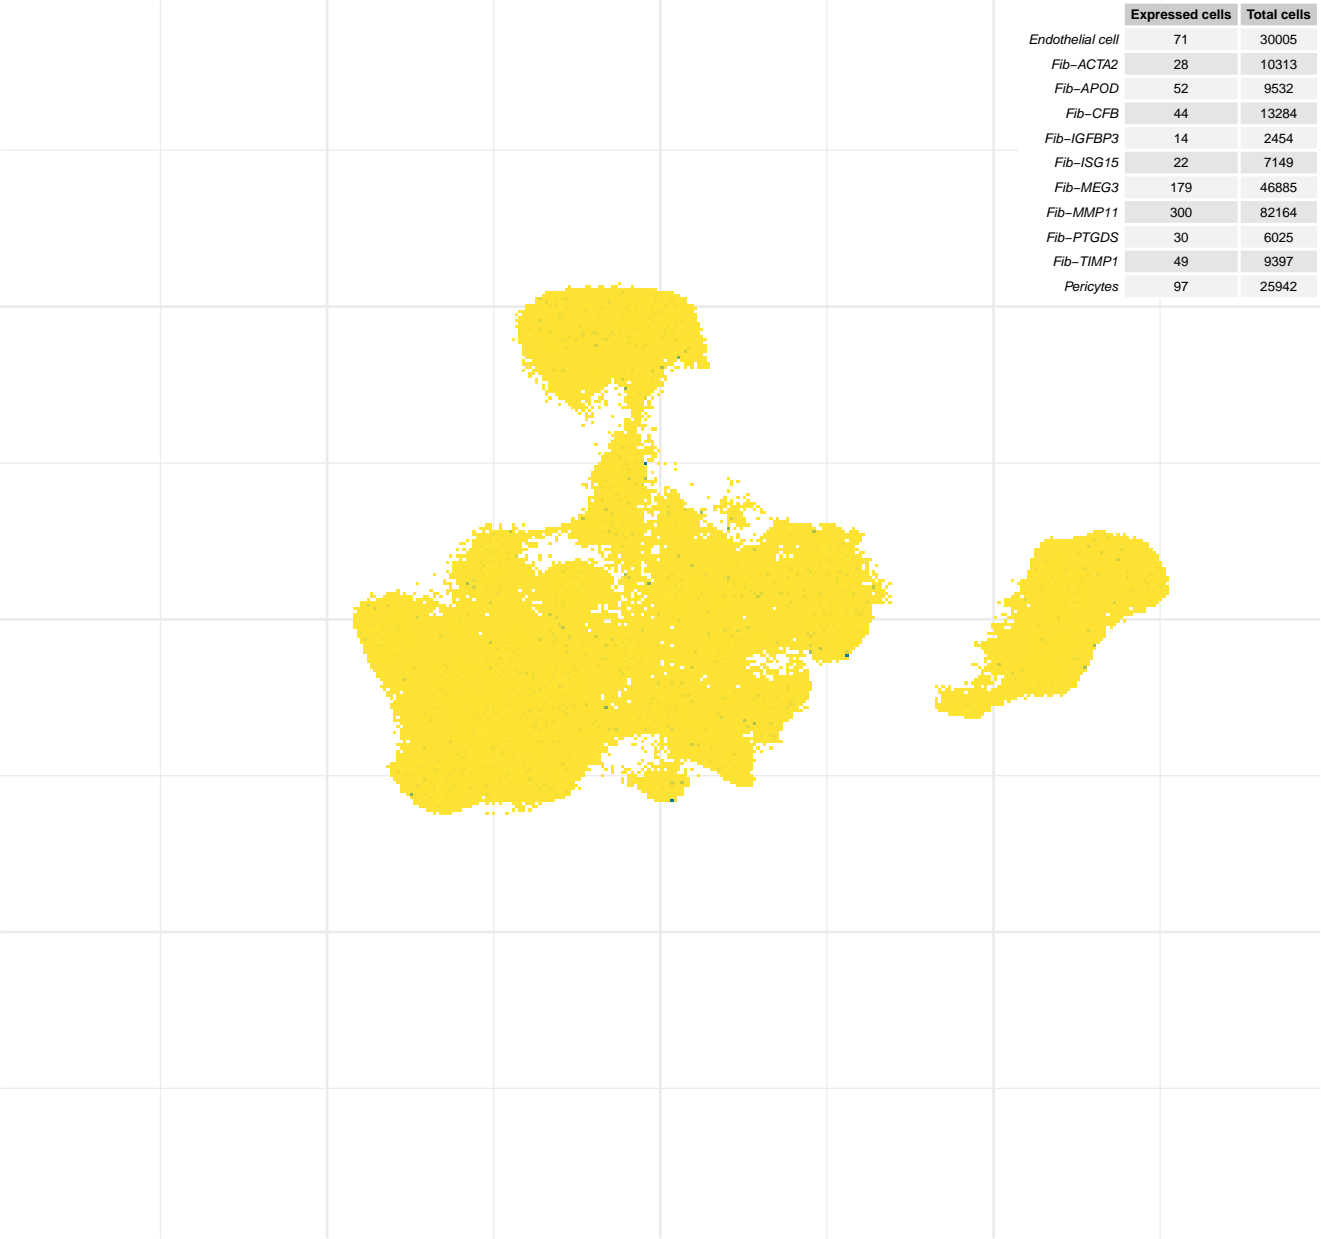 Expressed cells Total cells
Endothelial cell 71 30005
Fib−ACTA2 28 10313
Fib−APOD 52 9532
Fib−CFB 44 13284
Fib−IGFBP3 14 2454
Fib−ISG15 22 7149
Fib−MEG3 179 46885
Fib−MMP11 300 82164
Fib−PTGDS 30 6025
Fib−TIMP1 49 9397
Pericytes 97 25942